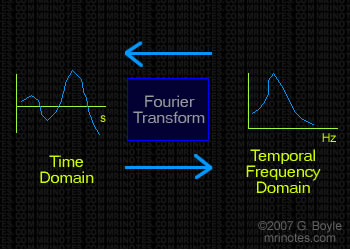 Fourier
Transform
s
Hz
Time
Domain
Temporal
Frequency
Domain
©2007 G. Boyle
mrinotes.com